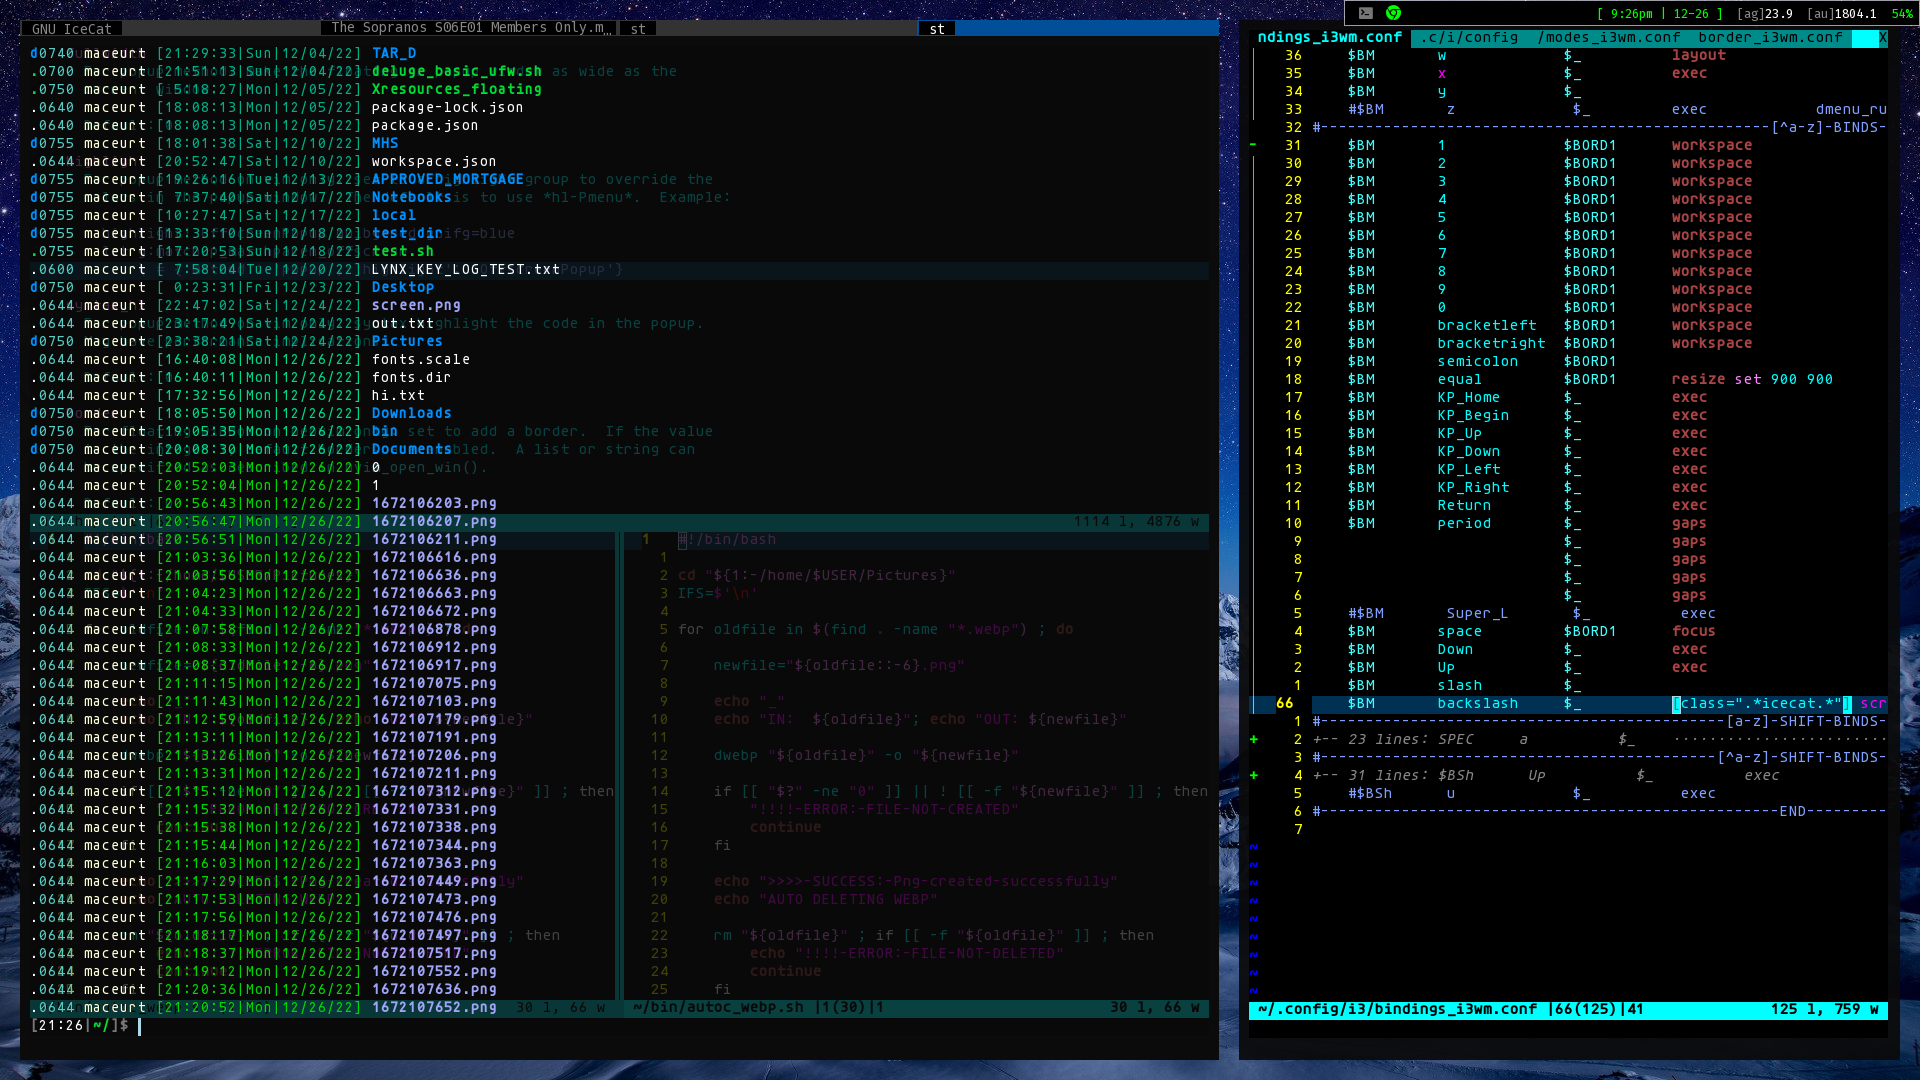 GNU IceCat The Sopranos S06E01 Members Only.m… st st
[ 9:26pm | 12-26 ] [ag]23.9 [au]1804.1 54%
d0740 maceurt [21:29:33|Sun|12/04/22] TAR_D
.0700 maceurt [21:51:13|Sun|12/04/22] deluge_basic_ufw.sh as wide as the
.0750 maceurt [ 5:18:27|Mon|12/05/22] Xresources_floating
.0640 maceurt [18:08:13|Mon|12/05/22] package-lock.json
.0640 maceurt [18:08:13|Mon|12/05/22] package.json
d0755 maceurt [18:01:38|Sat|12/10/22] MHS
.0644 maceurt [20:52:47|Sat|12/10/22] workspace.json
d0755 maceurt [19:26:16|Tue|12/13/22] APPROVED_MORTGAGE group to override the
d0755 maceurt [ 7:37:40|Sat|12/17/22] Notebooks is to use *hl-Pmenu*. Example:
d0755 maceurt [10:27:47|Sat|12/17/22] local
d0755 maceurt [13:33:10|Sun|12/18/22] test_dir ifg=blue
.0755 maceurt [17:20:53|Sun|12/18/22] test.sh
.0600 maceurt [ 7:58:04|Tue|12/20/22] LYNX_KEY_LOG_TEST.txt Popup'}
d0750 maceurt [ 0:23:31|Fri|12/23/22] Desktop
.0644 maceurt [22:47:02|Sat|12/24/22] screen.png
.0644 maceurt [23:17:49|Sat|12/24/22] out.txt highlight the code in the popup.
d0750 maceurt [23:38:21|Sat|12/24/22] Pictures
.0644 maceurt [16:40:08|Mon|12/26/22] fonts.scale
.0644 maceurt [16:40:11|Mon|12/26/22] fonts.dir
.0644 maceurt [17:32:56|Mon|12/26/22] hi.txt
d0750 maceurt [18:05:50|Mon|12/26/22] Downloads
d0750 maceurt [19:05:35|Mon|12/26/22] bin set to add a border. If the value
d0750 maceurt [20:08:30|Mon|12/26/22] Documents bled. A list or string can
.0644 maceurt [20:52:03|Mon|12/26/22] 0 _open_win().
.0644 maceurt [20:52:04|Mon|12/26/22] 1
.0644 maceurt [20:56:43|Mon|12/26/22] 1672106203.png
.0644 maceurt [20:56:47|Mon|12/26/22] 1672106207.png 1114 l, 4876 w
.0644 maceurt [20:56:51|Mon|12/26/22] 1672106211.png
.0644 maceurt [21:03:36|Mon|12/26/22] 1672106616.png
.0644 maceurt [21:03:56|Mon|12/26/22] 1672106636.png
.0644 maceurt [21:04:23|Mon|12/26/22] 1672106663.png
.0644 maceurt [21:04:33|Mon|12/26/22] 1672106672.png
.0644 maceurt [21:07:58|Mon|12/26/22] 1672106878.png
.0644 maceurt [21:08:33|Mon|12/26/22] 1672106912.png
.0644 maceurt [21:08:37|Mon|12/26/22] 1672106917.png
.0644 maceurt [21:11:15|Mon|12/26/22] 1672107075.png
.0644 maceurt [21:11:43|Mon|12/26/22] 1672107103.png
.0644 maceurt [21:12:59|Mon|12/26/22] 1672107179.png
.0644 maceurt [21:13:11|Mon|12/26/22] 1672107191.png
.0644 maceurt [21:13:26|Mon|12/26/22] 1672107206.png
.0644 maceurt [21:13:31|Mon|12/26/22] 1672107211.png
.0644 maceurt [21:15:12|Mon|12/26/22] 1672107312.png ]] ; then
.0644 maceurt [21:15:32|Mon|12/26/22] 1672107331.png
.0644 maceurt [21:15:38|Mon|12/26/22] 1672107338.png
.0644 maceurt [21:15:44|Mon|12/26/22] 1672107344.png
.0644 maceurt [21:16:03|Mon|12/26/22] 1672107363.png
.0644 maceurt [21:17:29|Mon|12/26/22] 1672107449.png
.0644 maceurt [21:17:53|Mon|12/26/22] 1672107473.png
.0644 maceurt [21:17:56|Mon|12/26/22] 1672107476.png
.0644 maceurt [21:18:17|Mon|12/26/22] 1672107497.png ; then
.0644 maceurt [21:18:37|Mon|12/26/22] 1672107517.png
.0644 maceurt [21:19:12|Mon|12/26/22] 1672107552.png
.0644 maceurt [21:20:36|Mon|12/26/22] 1672107636.png
.0644 maceurt [21:20:52|Mon|12/26/22] 1672107652.png 30 l, 66 w
[21:26|~/]$
1 #!/bin/bash
1
2 cd "${1:-/home/$USER/Pictures}"
3 IFS=$'\n'
4
5 for oldfile in $(find . -name "*.webp") ; do
6
7 newfile="${oldfile::-6}.png"
8
9 echo "_"
10 echo "IN: ${oldfile}"; echo "OUT: ${newfile}"
11
12 dwebp "${oldfile}" -o "${newfile}"
13
14 if [[ "$?" -ne "0" ]] || ! [[ -f "${newfile}" ]] ; then
15 "!!!!-ERROR:-FILE-NOT-CREATED"
16 continue
17 fi
18
19 echo ">>>>-SUCCESS:-Png-created-successfully"
20 echo "AUTO DELETING WEBP"
21
22 rm "${oldfile}" ; if [[ -f "${oldfile}" ]] ; then
23 echo "!!!!-ERROR:-FILE-NOT-DELETED"
24 continue
25 fi
~/bin/autoc_webp.sh |1(30)|1 30 l, 66 w
ndings_i3wm.conf .c/i/config /modes_i3wm.conf border_i3wm.conf X
36 $BM w $_ layout
35 $BM x $_ exec
34 $BM y $_
33 #$BM z $_ exec dmenu_ru
32 #--------------------------------------------------[^a-z]-BINDS-
31 $BM 1 $BORD1 workspace
30 $BM 2 $BORD1 workspace
29 $BM 3 $BORD1 workspace
28 $BM 4 $BORD1 workspace
27 $BM 5 $BORD1 workspace
26 $BM 6 $BORD1 workspace
25 $BM 7 $BORD1 workspace
24 $BM 8 $BORD1 workspace
23 $BM 9 $BORD1 workspace
22 $BM 0 $BORD1 workspace
21 $BM bracketleft $BORD1 workspace
20 $BM bracketright $BORD1 workspace
19 $BM semicolon $BORD1
18 $BM equal $BORD1 resize set 900 900
17 $BM KP_Home $_ exec
16 $BM KP_Begin $_ exec
15 $BM KP_Up $_ exec
14 $BM KP_Down $_ exec
13 $BM KP_Left $_ exec
12 $BM KP_Right $_ exec
11 $BM Return $_ exec
10 $BM period $_ gaps
9 $_ gaps
8 $_ gaps
7 $_ gaps
6 $_ gaps
5 #$BM Super_L $_ exec
4 $BM space $BORD1 focus
3 $BM Down $_ exec
2 $BM Up $_ exec
1 $BM slash $_
66 $BM backslash $_ [class=".*icecat.*"] scr
1 #----------------------------------------------[a-z]-SHIFT-BINDS-
+ 2 +-- 23 lines: SPEC a $_ ························
3 #---------------------------------------------[^a-z]-SHIFT-BINDS-
+ 4 +-- 31 lines: $BSh Up $_ exec
5 #$BSh u $_ exec
6 #----------------------------------------------------END---------
7
~
~
~
~
~
~
~
~
~
~/.config/i3/bindings_i3wm.conf |66(125)|41 125 l, 759 w